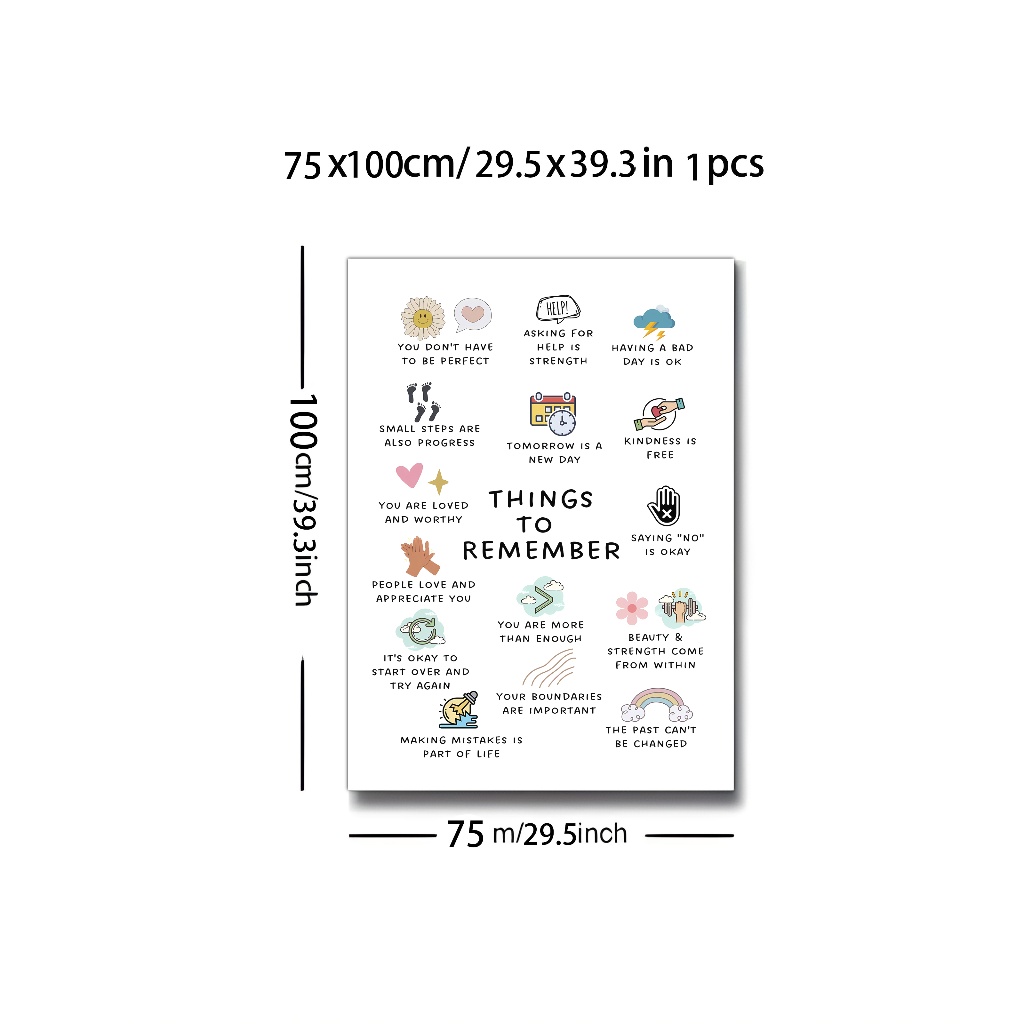 75x100cm/ 29.5x39.3in 1pcs
100cm/39.3inch
HELP!
YOU DON'T HAVE
TO BE PERFECT
ASKING FOR
HELP IS
STRENGTH
HAVING A BAD
DAY IS OK
SMALL STEPS ARE
ALSO PROGRESS
TOMORROW IS A
NEW DAY
KINDNESS IS
FREE
YOU ARE LOVED
AND WORTHY
THINGS
TO
REMEMBER
SAYING "NO"
IS OKAY
PEOPLE LOVE AND
APPRECIATE YOU
YOU ARE MORE
THAN ENOUGH
BEAUTY &
STRENGTH COME
FROM WITHIN
IT'S OKAY TO
START OVER AND
TRY AGAIN
YOUR BOUNDARIES
ARE IMPORTANT
THE PAST CAN'T
BE CHANGED
MAKING MISTAKES IS
PART OF LIFE
75 m/29.5inch